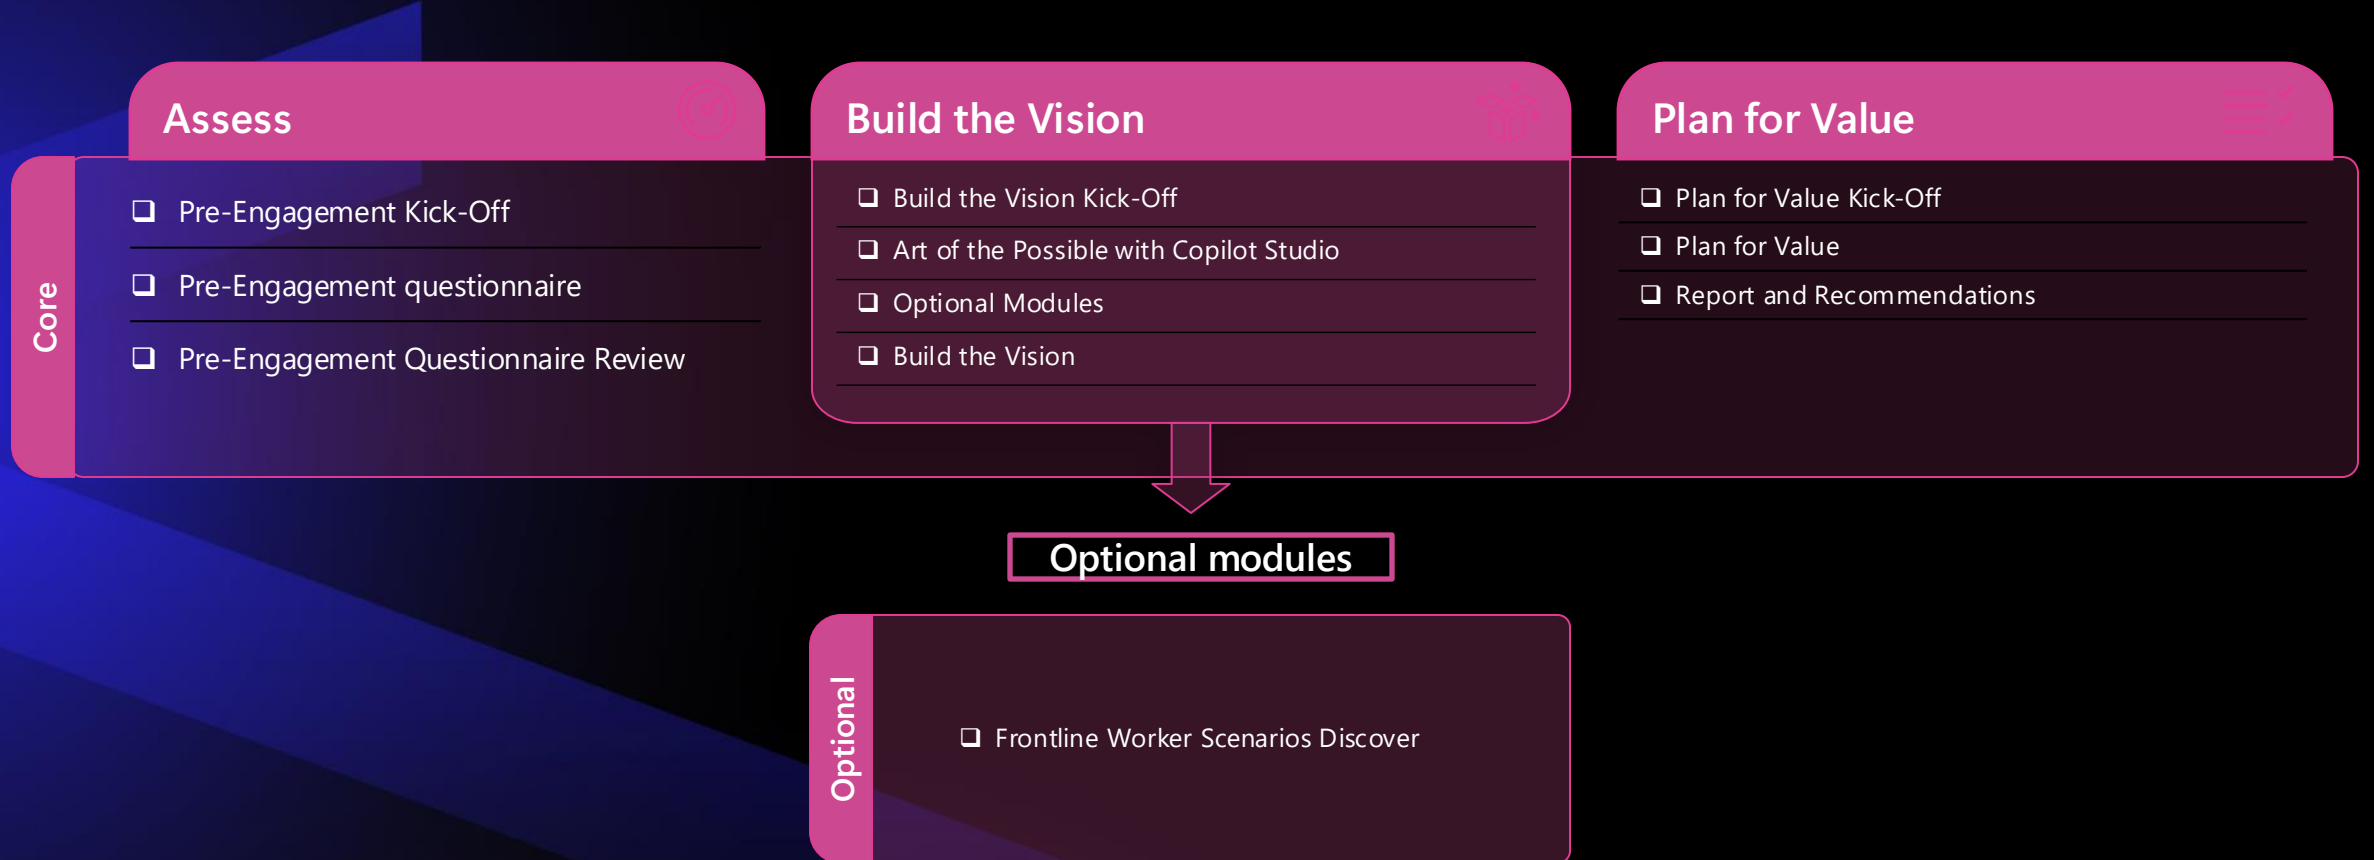 Assess
Build the Vision
Plan for Value
Core
❑ Pre-Engagement Kick-Off
❑ Pre-Engagement questionnaire
❑ Pre-Engagement Questionnaire Review
❑ Build the Vision Kick-Off
❑ Art of the Possible with Copilot Studio
❑ Optional Modules
❑ Build the Vision
❑ Plan for Value Kick-Off
❑ Plan for Value
❑ Report and Recommendations
Optional modules
Optional
❑ Frontline Worker Scenarios Discover